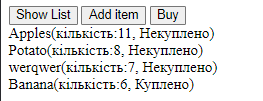 Show List Add item Buy
Apples(кількість:11, Некуплено)
Potato(кількість:8, Некуплено)
werqwer(кількість:7, Некуплено)
Banana(кількість:6, Куплено)